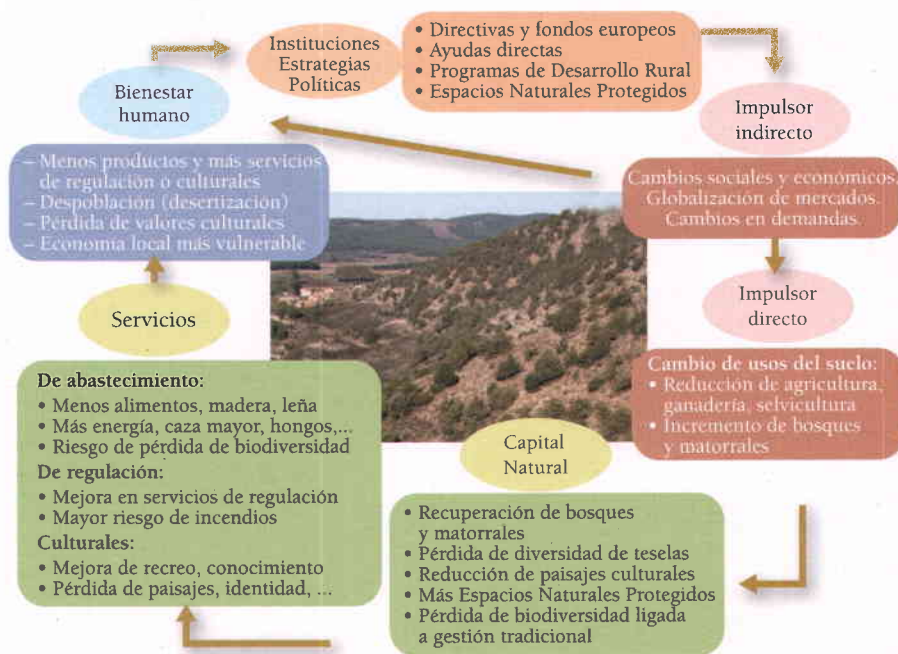 Instituciones
Estrategias
Políticas
• Directivas y fondos europeos
• Ayudas directas
• Programas de Desarrollo Rural
• Espacios Naturales Protegidos
Impulsor
indirecto
Cambios sociales y económicos.
Globalización de mercados.
Cambios en demandas.
Impulsor
directo
Cambio de usos del suelo:
• Reducción de agricultura,
ganadería, selvicultura
• Incremento de bosques
y matorrales
Capital
Natural
• Recuperación de bosques
y matorrales
• Pérdida de diversidad de teselas
• Reducción de paisajes culturales
• Más Espacios Naturales Protegidos
• Pérdida de biodiversidad ligada
a gestión tradicional
Servicios
De abastecimiento:
• Menos alimentos, madera, leña
• Más energía, caza mayor, hongos,...
• Riesgo de pérdida de biodiversidad
De regulación:
• Mejora en servicios de regulación
• Mayor riesgo de incendios
Culturales:
• Mejora de recreo, conocimiento
• Pérdida de paisajes, identidad, ...
Bienestar
humano
– Menos productos y más servicios
de regulación o culturales
– Despoblación (desertización)
– Pérdida de valores culturales
– Economía local más vulnerable